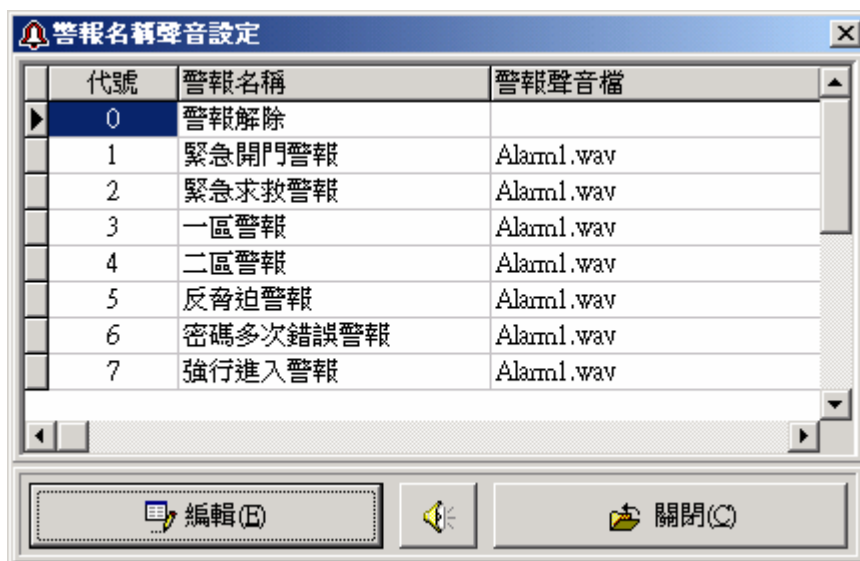 警報名稱聲音設定
代號 警報名稱 警報聲音檔
0 警報解除
1 緊急開門警報 Alarm1.wav
2 緊急求救警報 Alarm1.wav
3 一區警報 Alarm1.wav
4 二區警報 Alarm1.wav
5 反脅迫警報 Alarm1.wav
6 密碼多次錯誤警報 Alarm1.wav
7 強行進入警報 Alarm1.wav
編輯(E) 關閉(C)